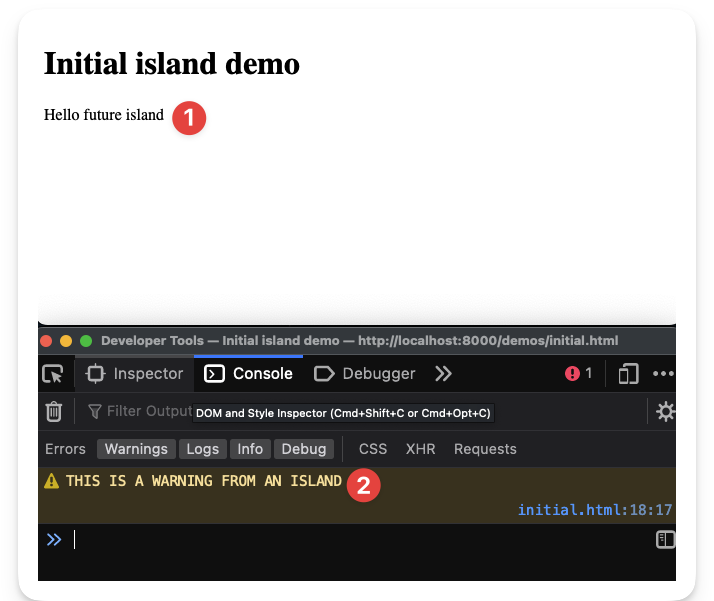 Initial island demo
Hello future island 1
Developer Tools — Initial island demo — http://localhost:8000/demos/initial.html
Inspector Console Debugger 1
Filter Output DOM and Style Inspector (Cmd+Shift+C or Cmd+Opt+C)
Errors Warnings Logs Info Debug CSS XHR Requests
THIS IS A WARNING FROM AN ISLAND 2
initial.html:18:17